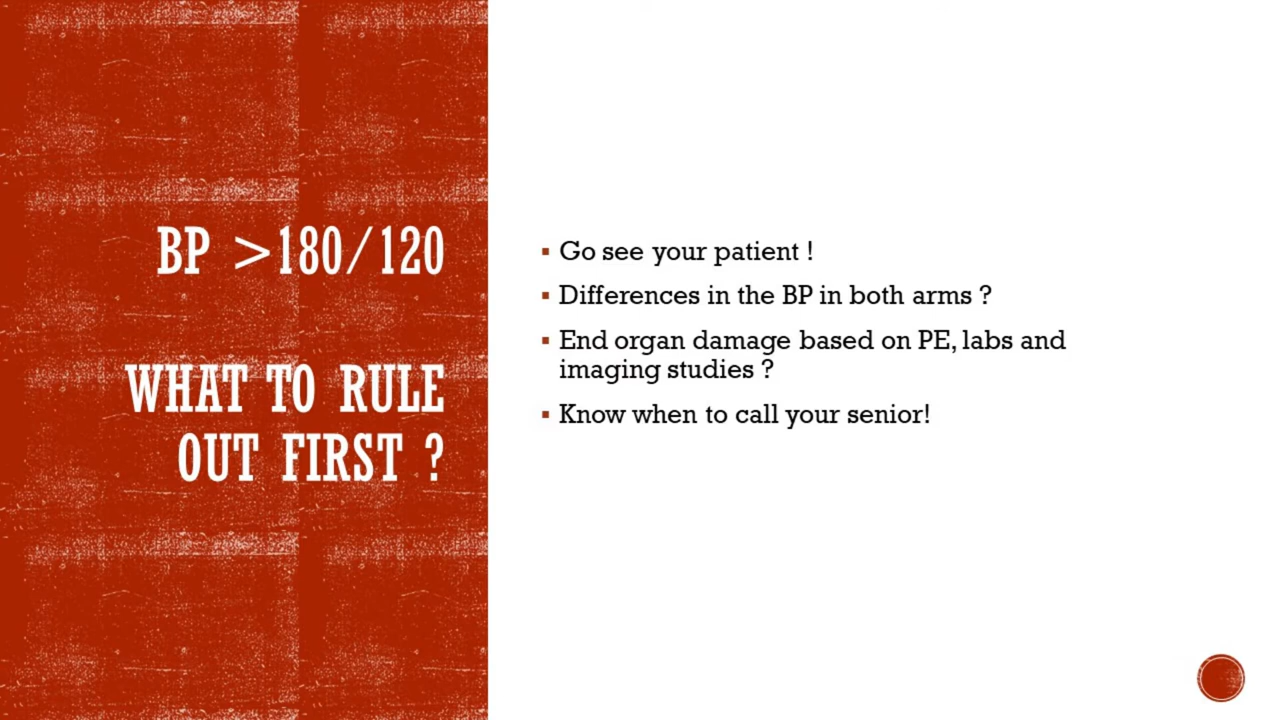 BP >180/120
WHAT TO RULE
OUT FIRST ?
▪ Go see your patient !
▪ Differences in the BP in both arms ?
▪ End organ damage based on PE, labs and
imaging studies ?
▪ Know when to call your senior!